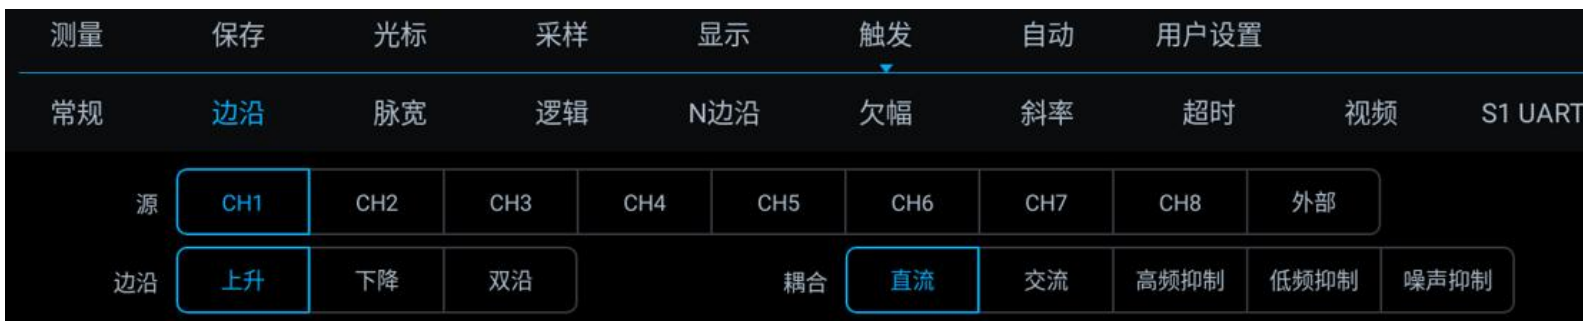 测量 保存 光标 采样 显示 触发 自动 用户设置
常规 边沿 脉宽 逻辑 N边沿 欠幅 斜率 超时 视频 S1 UART
源 CH1 CH2 CH3 CH4 CH5 CH6 CH7 CH8 外部
边沿 上升 下降 双沿 耦合 直流 交流 高频抑制 低频抑制 噪声抑制